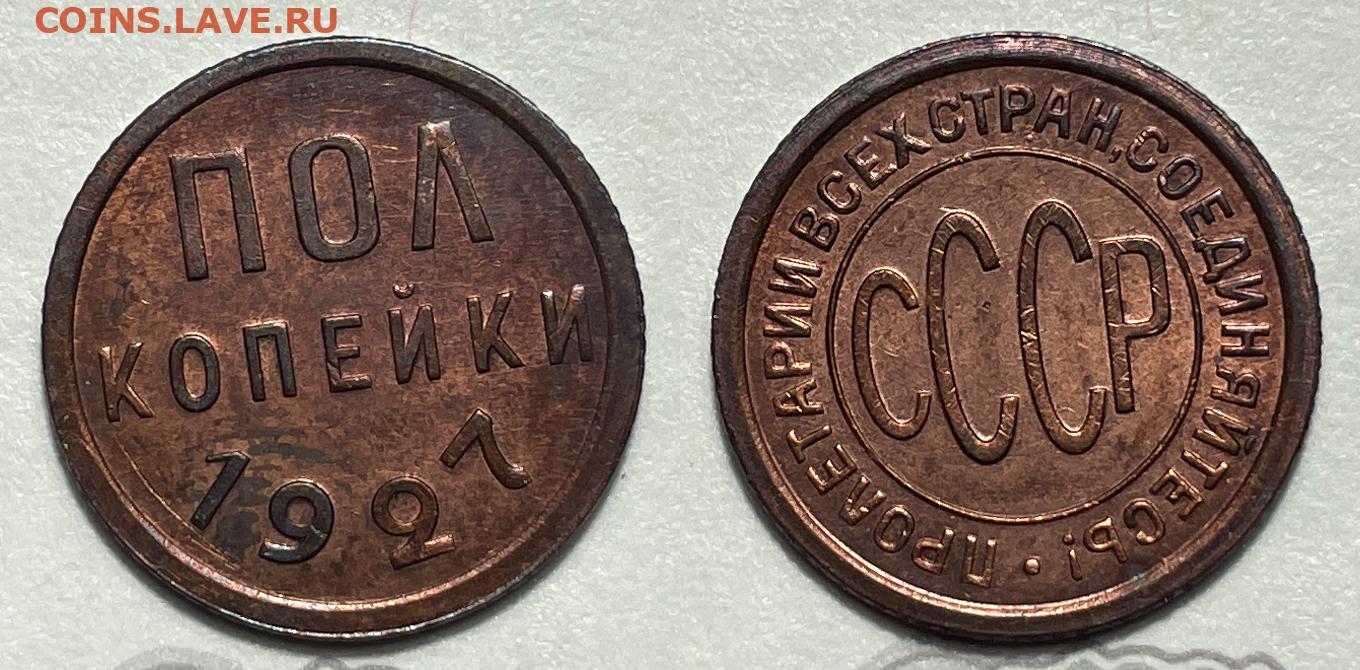 COINS.LAVE.RU
ПОЛ
КОПЕЙКИ
1927
ПРОЛЕТАРИИ ВСЕХ СТРАН, СОЕДИНЯЙТЕСЬ!
СССР